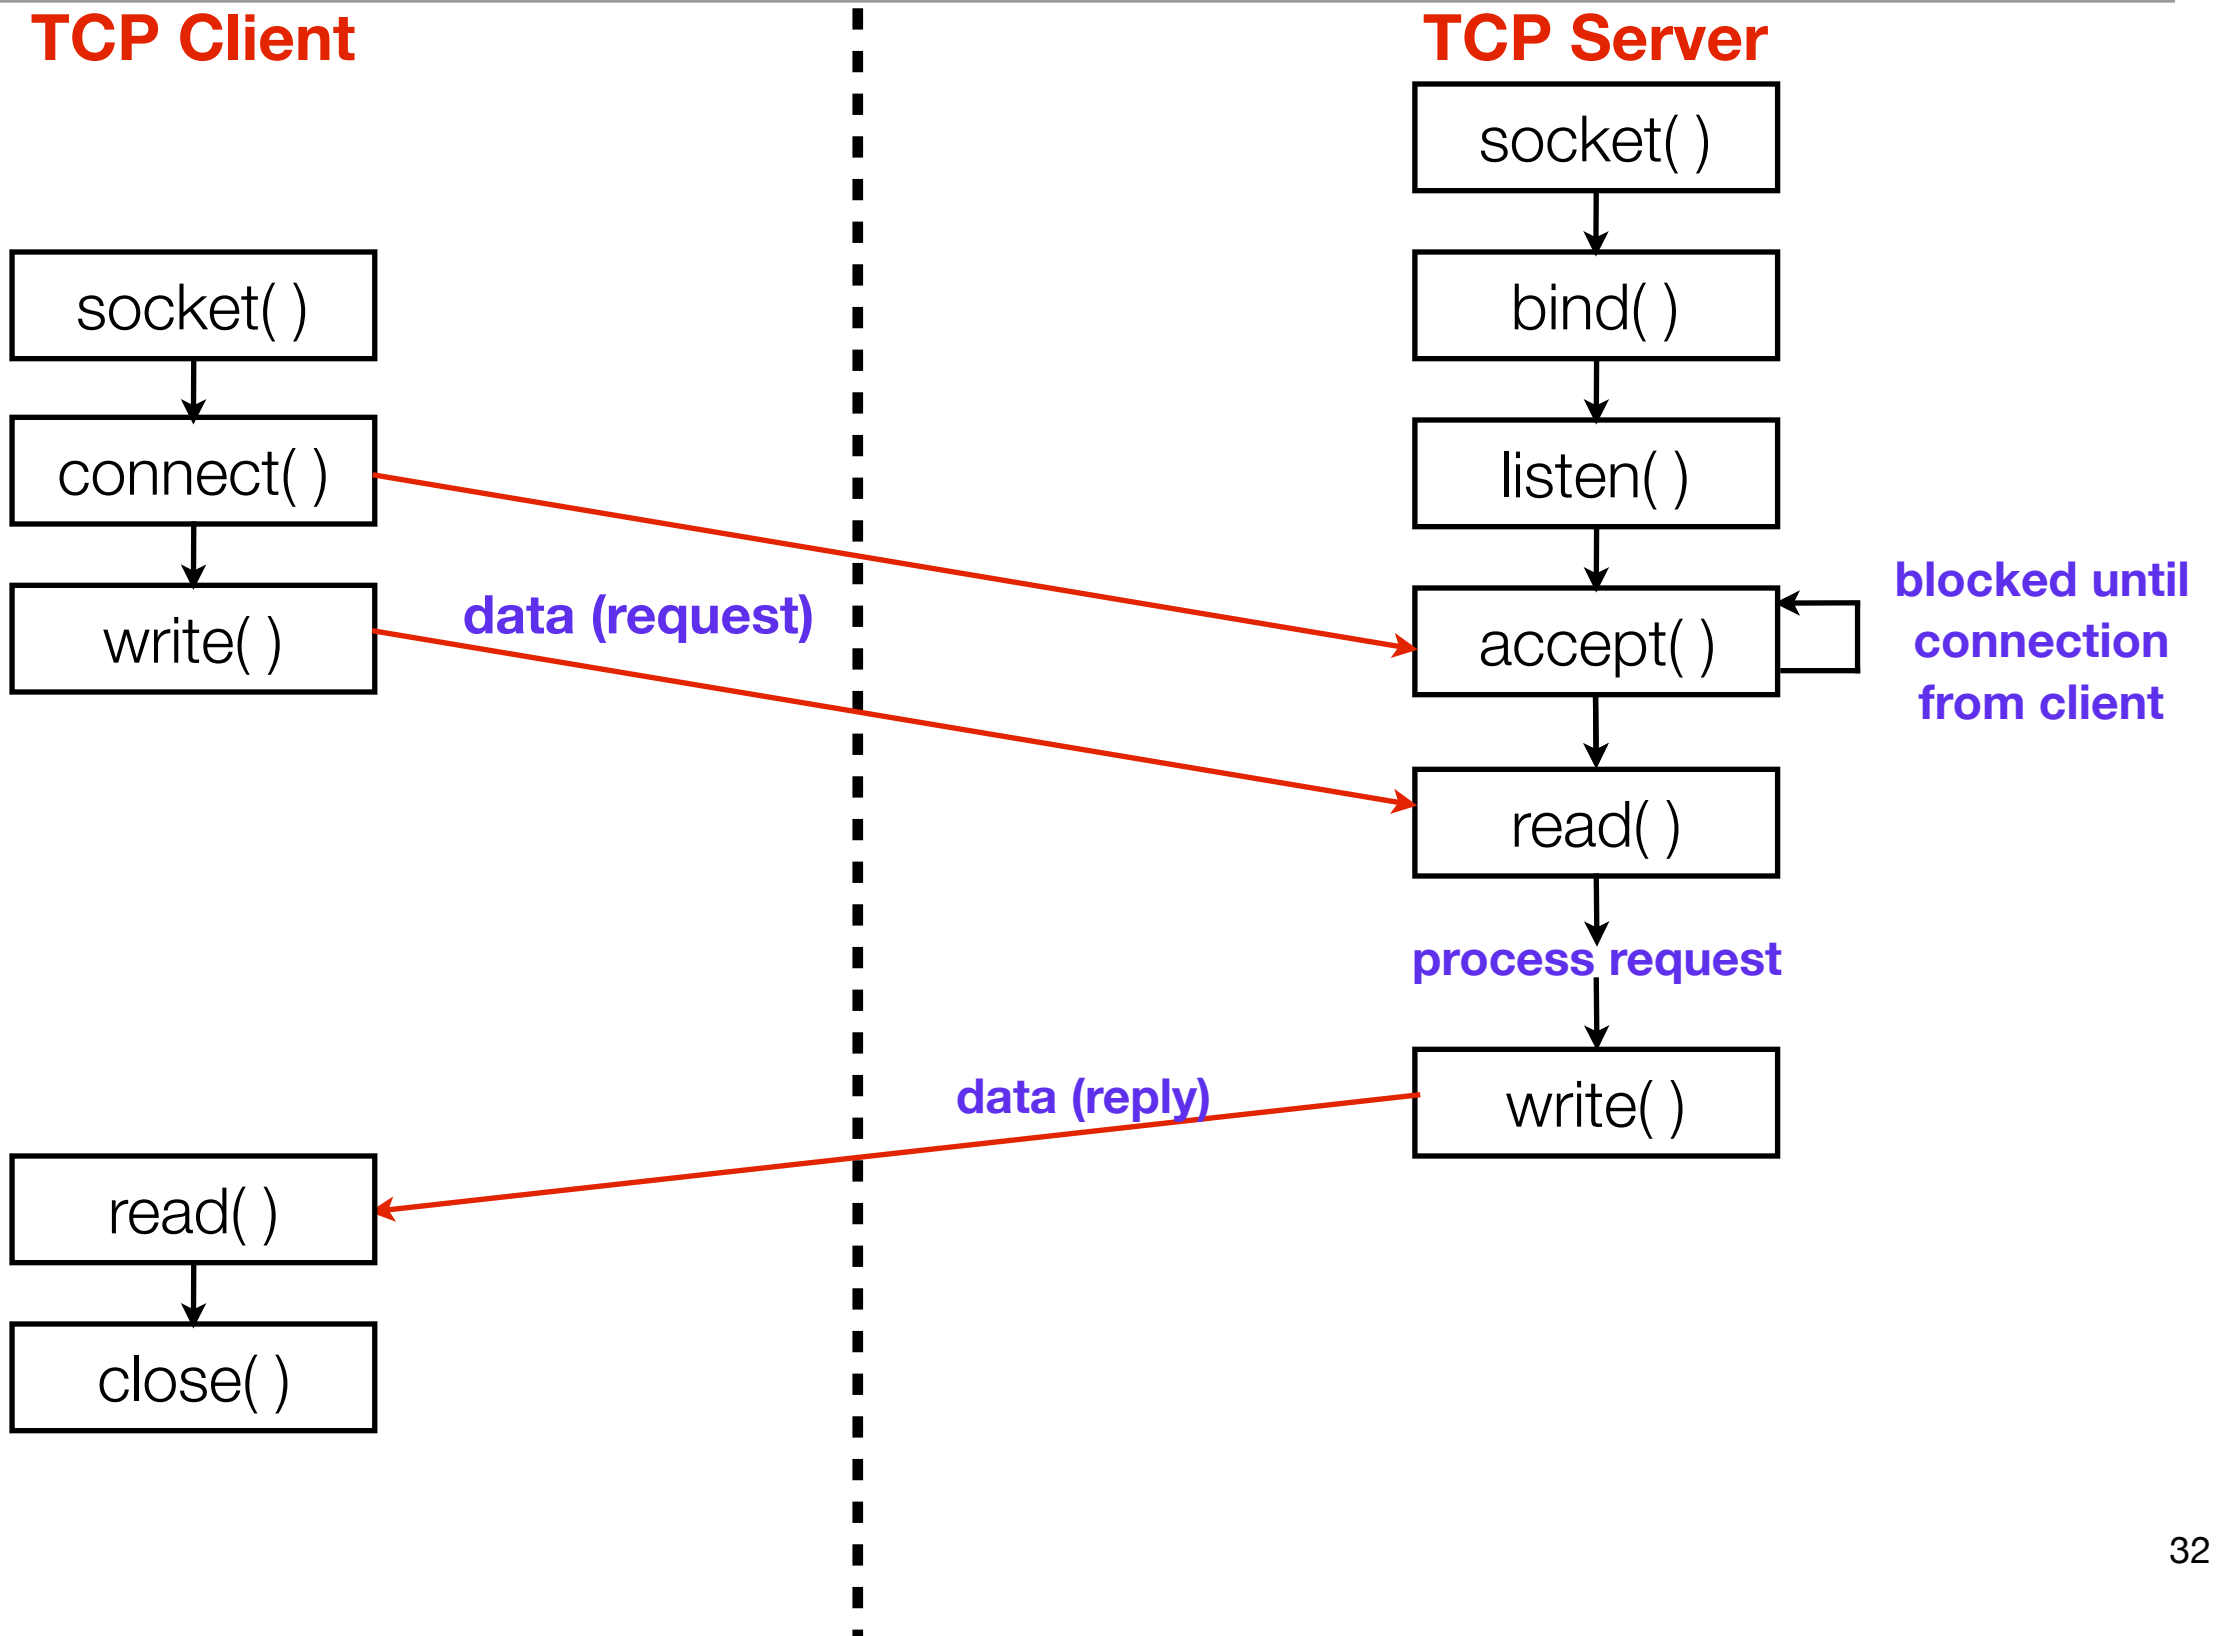 TCP Client
TCP Server
socket( )
socket( )
bind( )
connect( )
listen( )
write( )
data (request)
accept( )
blocked until
connection
from client
read( )
process request
data (reply)
write( )
read( )
close( )
32